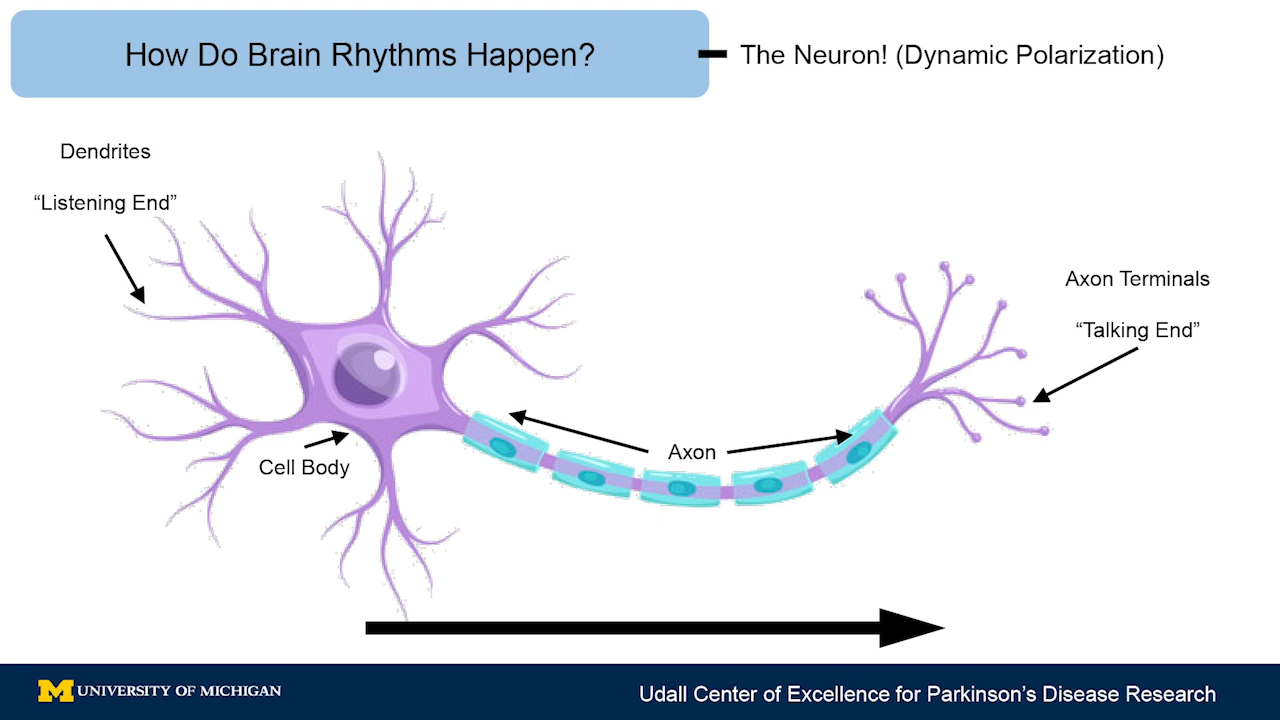 How Do Brain Rhythms Happen?
The Neuron! (Dynamic Polarization)
Dendrites
“Listening End”
Axon Terminals
“Talking End”
Axon
Cell Body
M UNIVERSITY OF MICHIGAN
Udall Center of Excellence for Parkinson’s Disease Research